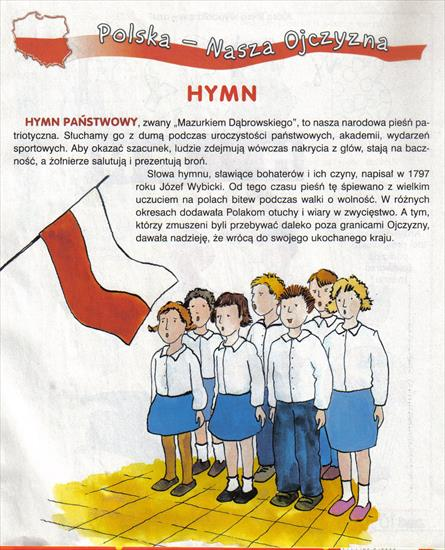 Polska – Nasza Ojczyzna
HYMN
HYMN PAŃSTWOWY, zwany „Mazurkiem Dąbrowskiego”, to nasza narodowa pieśń pa-
triotyczna. Słuchamy go z dumą podczas uroczystości państwowych, akademii, wydarzeń
sportowych. Aby okazać szacunek, ludzie zdejmują wówczas nakrycia z głów, stają na bacz-
ność, a żołnierze salutują i prezentują broń.
Słowa hymnu, sławiące bohaterów i ich czyny, napisał w 1797
roku Józef Wybicki. Od tego czasu pieśń tę śpiewano z wielkim
uczuciem na polach bitew podczas walki o wolność. W różnych
okresach dodawała Polakom otuchy i wiary w zwycięstwo. A tym,
którzy zmuszeni byli przebywać daleko poza granicami Ojczyzny,
dawała nadzieję, że wrócą do swojego ukochanego kraju.